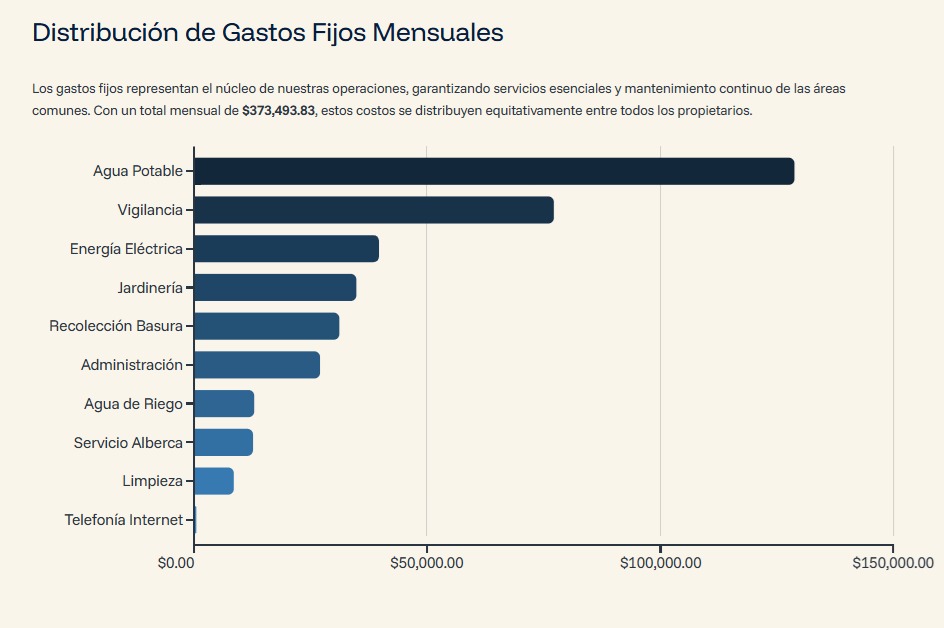 Distribución de Gastos Fijos Mensuales
Los gastos fijos representan el núcleo de nuestras operaciones, garantizando servicios esenciales y mantenimiento continuo de las áreas
comunes. Con un total mensual de $373,493.83, estos costos se distribuyen equitativamente entre todos los propietarios.
Agua Potable
Vigilancia
Energía Eléctrica
Jardinería
Recolección Basura
Administración
Agua de Riego
Servicio Alberca
Limpieza
Telefonía Internet
$0.00 $50,000.00 $100,000.00 $150,000.00